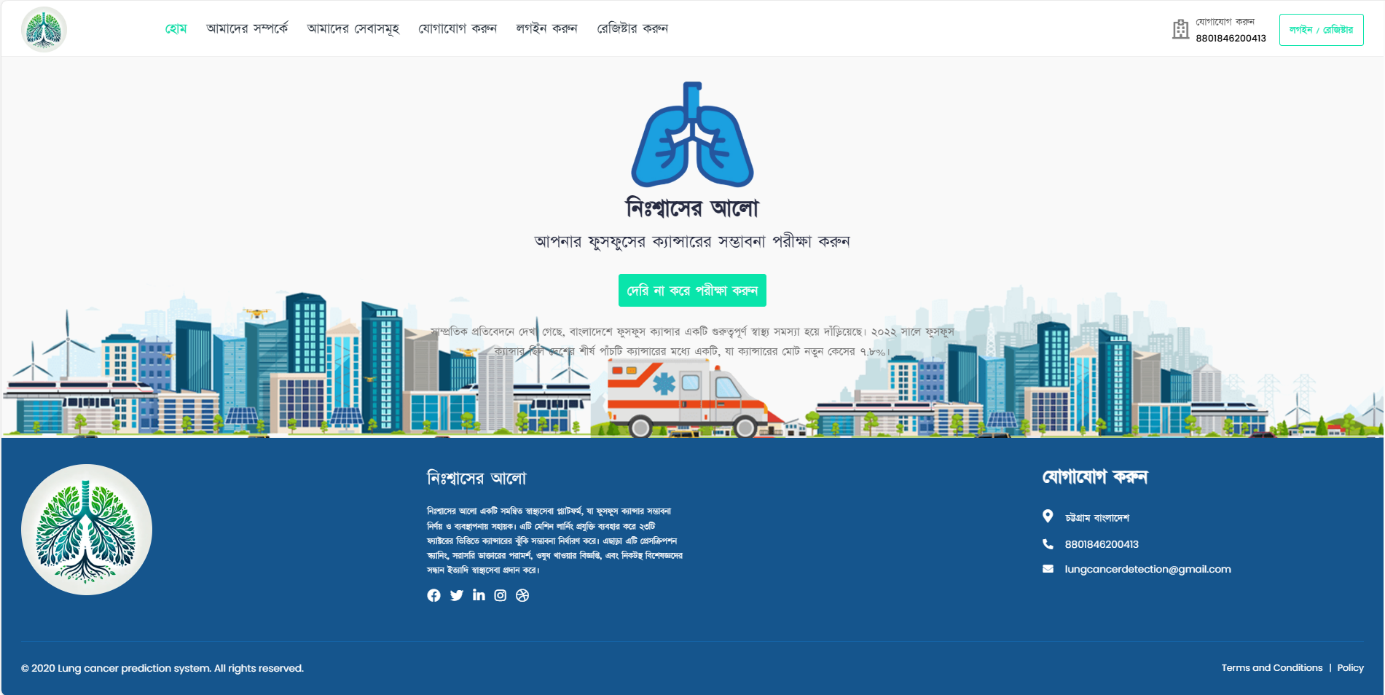 হোম আমাদের সম্পর্কে আমাদের সেবাসমূহ যোগাযোগ করুন লগইন করুন রেজিষ্টার করুন
যোগাযোগ করুন
8801846200413
লগইন / রেজিষ্টার
নিঃশ্বাসের আলো
আপনার ফুসফুসের ক্যান্সারের সম্ভাবনা পরীক্ষা করুন
দেরি না করে পরীক্ষা করুন
সাম্প্রতিক প্রতিবেদনে দেখা গেছে, বাংলাদেশে ফুসফুস ক্যান্সার একটি গুরুত্বপূর্ণ স্বাস্থ্য সমস্যা হয়ে দাঁড়িয়েছে। ২০২২ সালে ফুসফুস
ক্যান্সার ছিল দেশের শীর্ষ পাঁচটি ক্যান্সারের মধ্যে একটি, যা ক্যান্সারের মোট নতুন কেসের ৭.৮%।
নিঃশ্বাসের আলো
নিঃশ্বাসের আলো একটি সমন্বিত স্বাস্থ্যসেবা প্ল্যাটফর্ম, যা ফুসফুস ক্যান্সার সম্ভাবনা
নির্ণয় ও ব্যবস্থাপনায় সহায়ক। এটি মেশিন লার্নিং প্রযুক্তি ব্যবহার করে ২৩টি
ফ্যাক্টরের ভিত্তিতে ক্যান্সারের ঝুঁকি সম্ভাবনা নির্ধারণ করে। এছাড়া এটি প্রেসক্রিপশন
স্ক্যানিং, সরাসরি ডাক্তারের পরামর্শ, ওষুধ খাওয়ার বিজ্ঞপ্তি, এবং নিকটস্থ বিশেষজ্ঞদের
সন্ধান ইত্যাদি স্বাস্থ্যসেবা প্রদান করে।
যোগাযোগ করুন
চট্টগ্রাম বাংলাদেশ
8801846200413
lungcancerdetection@gmail.com
© 2020 Lung cancer prediction system. All rights reserved.
Terms and Conditions | Policy